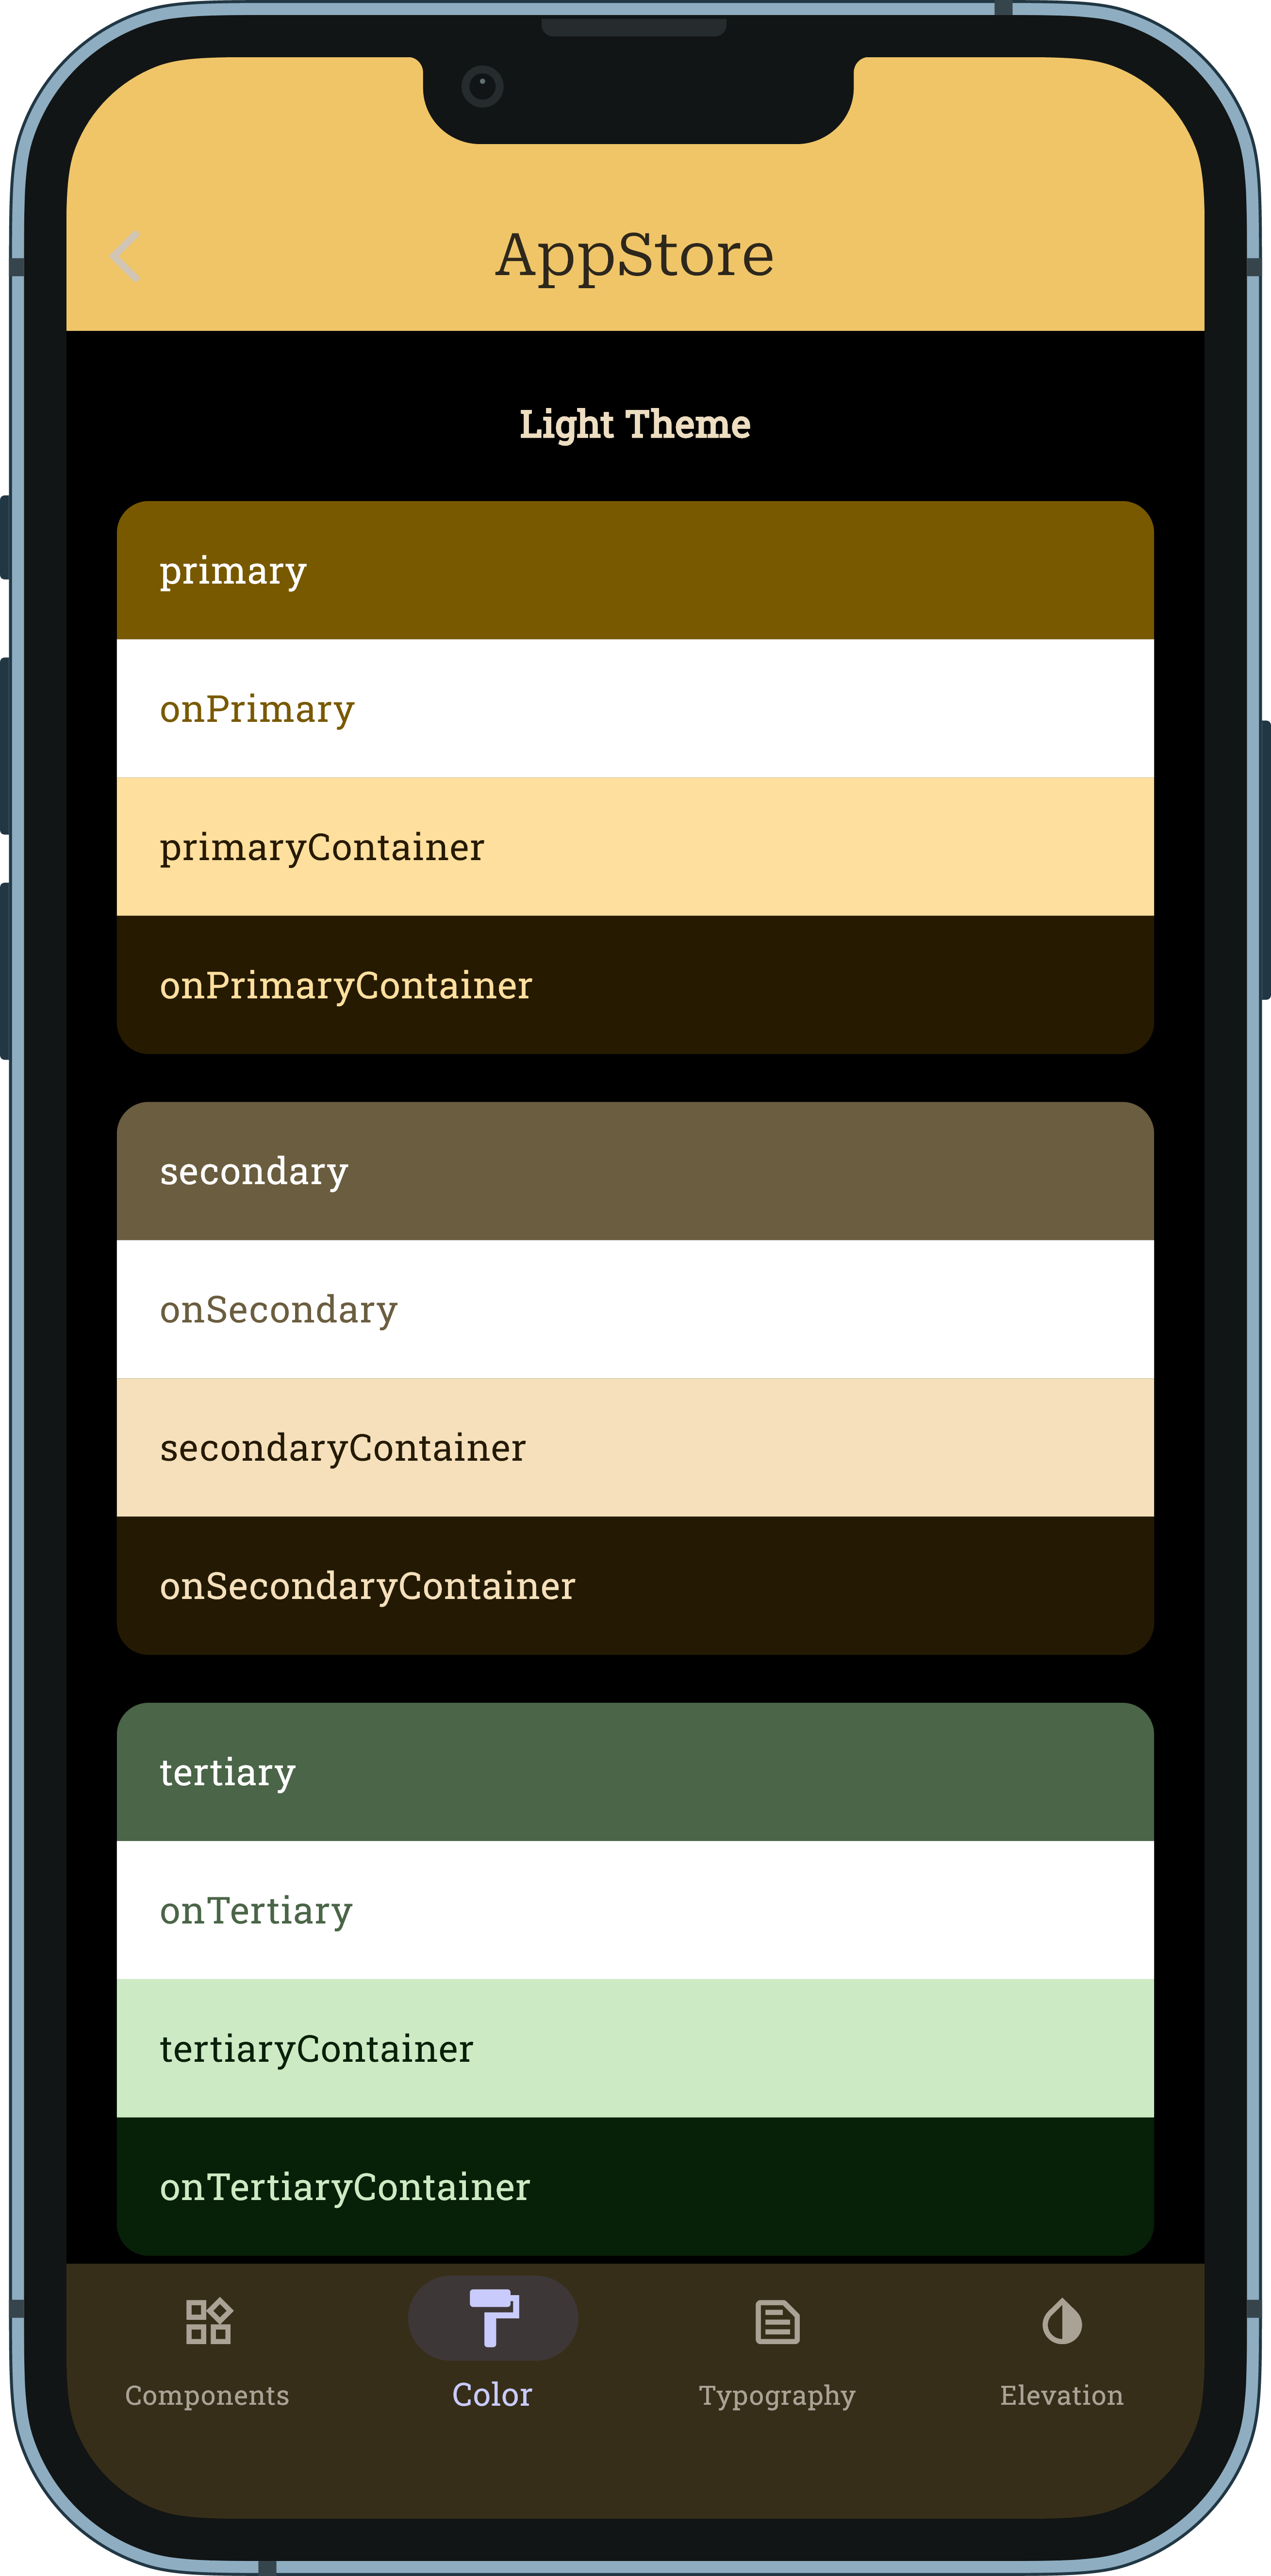 AppStore
Light Theme
primary
onPrimary
primaryContainer
onPrimaryContainer
secondary
onSecondary
secondaryContainer
onSecondaryContainer
tertiary
onTertiary
tertiaryContainer
onTertiaryContainer
Components Color Typography Elevation